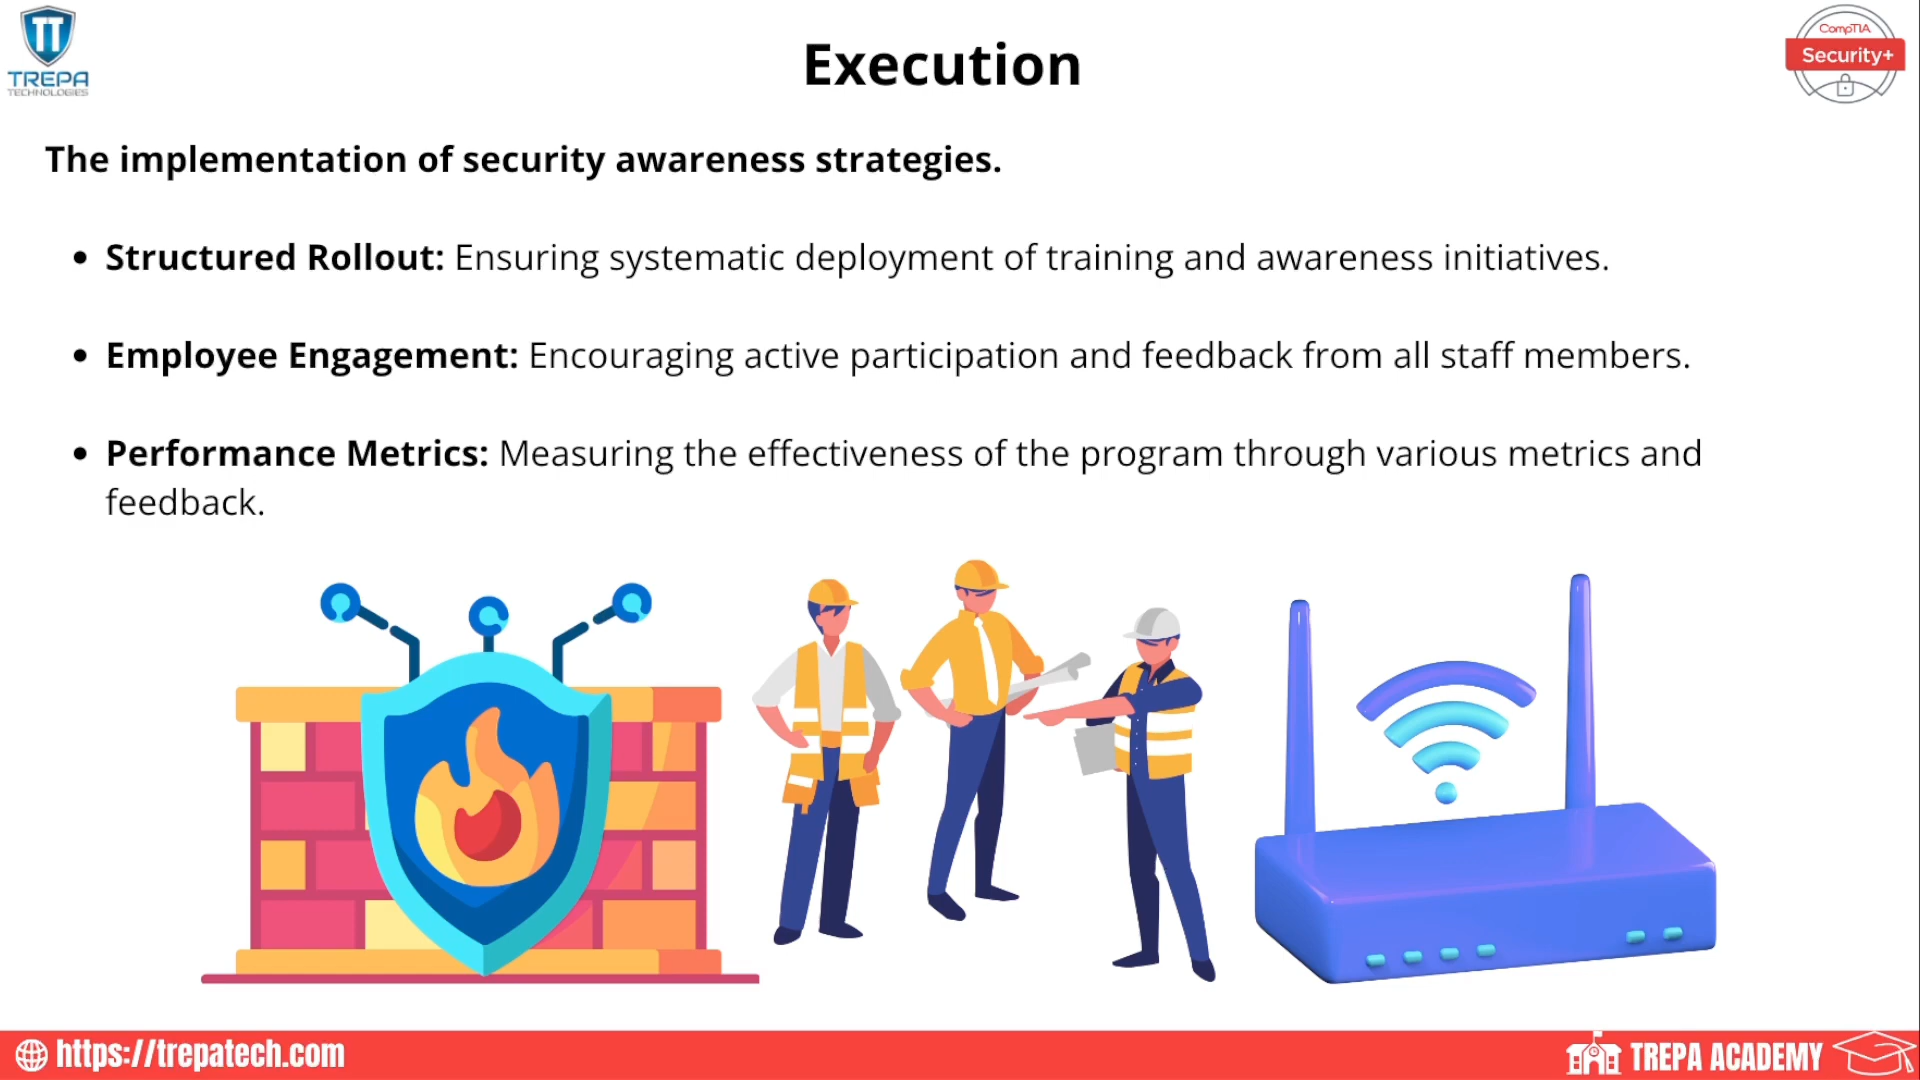 TREPA
TECHNOLOGIES
Execution
CompTIA
Security+
The implementation of security awareness strategies.
• Structured Rollout: Ensuring systematic deployment of training and awareness initiatives.
• Employee Engagement: Encouraging active participation and feedback from all staff members.
• Performance Metrics: Measuring the effectiveness of the program through various metrics and
feedback.
https://trepatech.com
TREPA ACADEMY